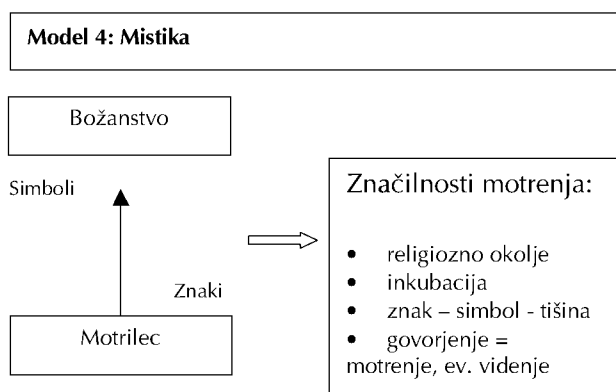 Model 4: Mistika
Božanstvo
Simboli
Znaki
Motrilec
Značilnosti motrenja:
• religiozno okolje
• inkubacija
• znak – simbol - tišina
• govorjenje =
motrenje, ev. videnje